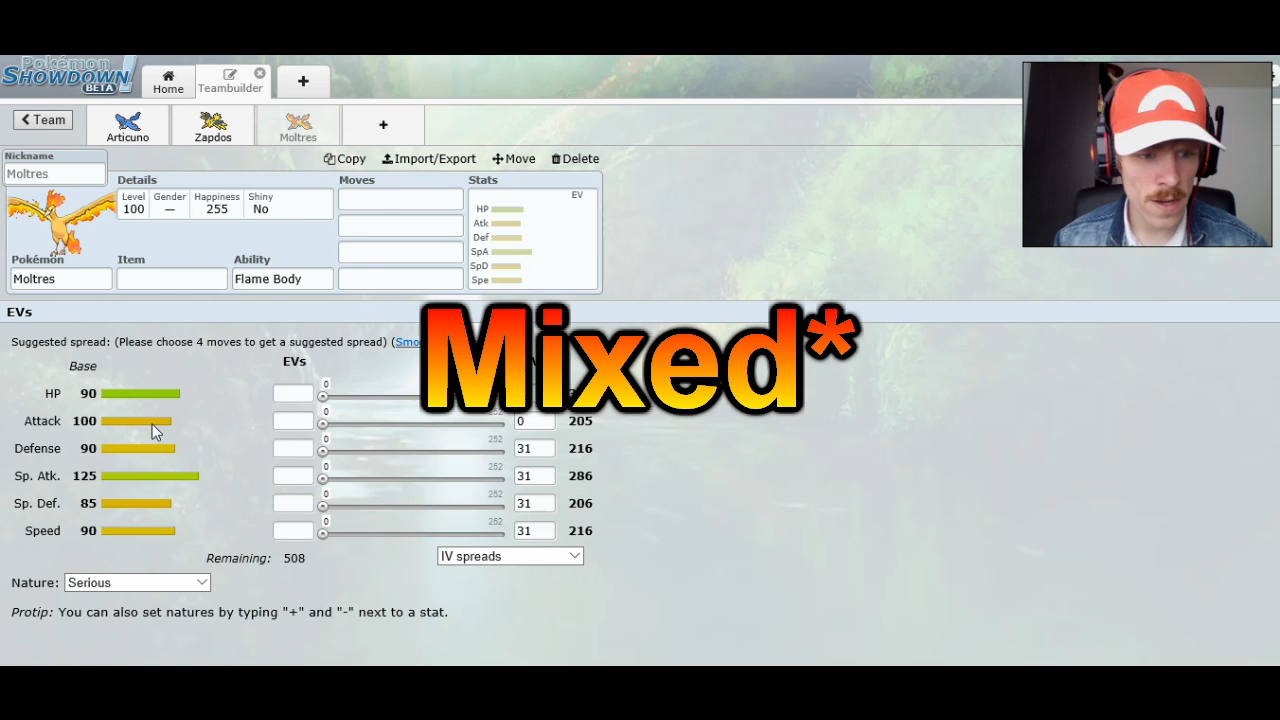 Pokémon
SHOWDOWN!
BETA
Home
Teambuilder
+
Team
Articuno
Zapdos
Moltres
+
Nickname
Moltres
Copy
Import/Export
Move
Delete
Details
Level Gender Happiness Shiny
100 — 255 No
Moves
Stats
EV
HP
Atk
Def
SpA
SpD
Spe
Pokémon
Item
Ability
Moltres
Flame Body
EVs
Suggested spread: (Please choose 4 moves to get a suggested spread) (Smo
Mixed*
Base
EVs
HP 90 0
Attack 100 252 0 205
Defense 90 0 252 31 216
Sp. Atk. 125 0 252 31 286
Sp. Def. 85 0 252 31 206
Speed 90 0 252 31 216
Remaining: 508
IV spreads
Nature: Serious
Protip: You can also set natures by typing "+" and "-" next to a stat.